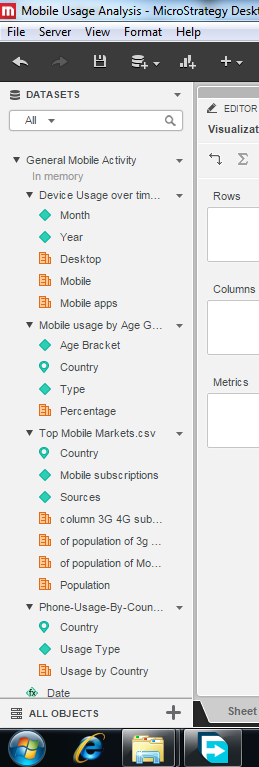 Mobile Usage Analysis - MicroStrategy Deskt
File Server View Format Help
DATASETS
EDITOR
All
Visualizat
General Mobile Activity
In memory
Rows
Device Usage over tim...
Month
Year
Desktop
Mobile
Columns
Mobile apps
Mobile usage by Age G...
Age Bracket
Country
Metrics
Type
Percentage
Top Mobile Markets.csv
Country
Mobile subscriptions
Sources
column 3G 4G sub...
of population of 3g ...
of population of Mo...
Population
Phone-Usage-By-Coun...
Country
Usage Type
Usage by Country
fx Date
ALL OBJECTS
Sheet